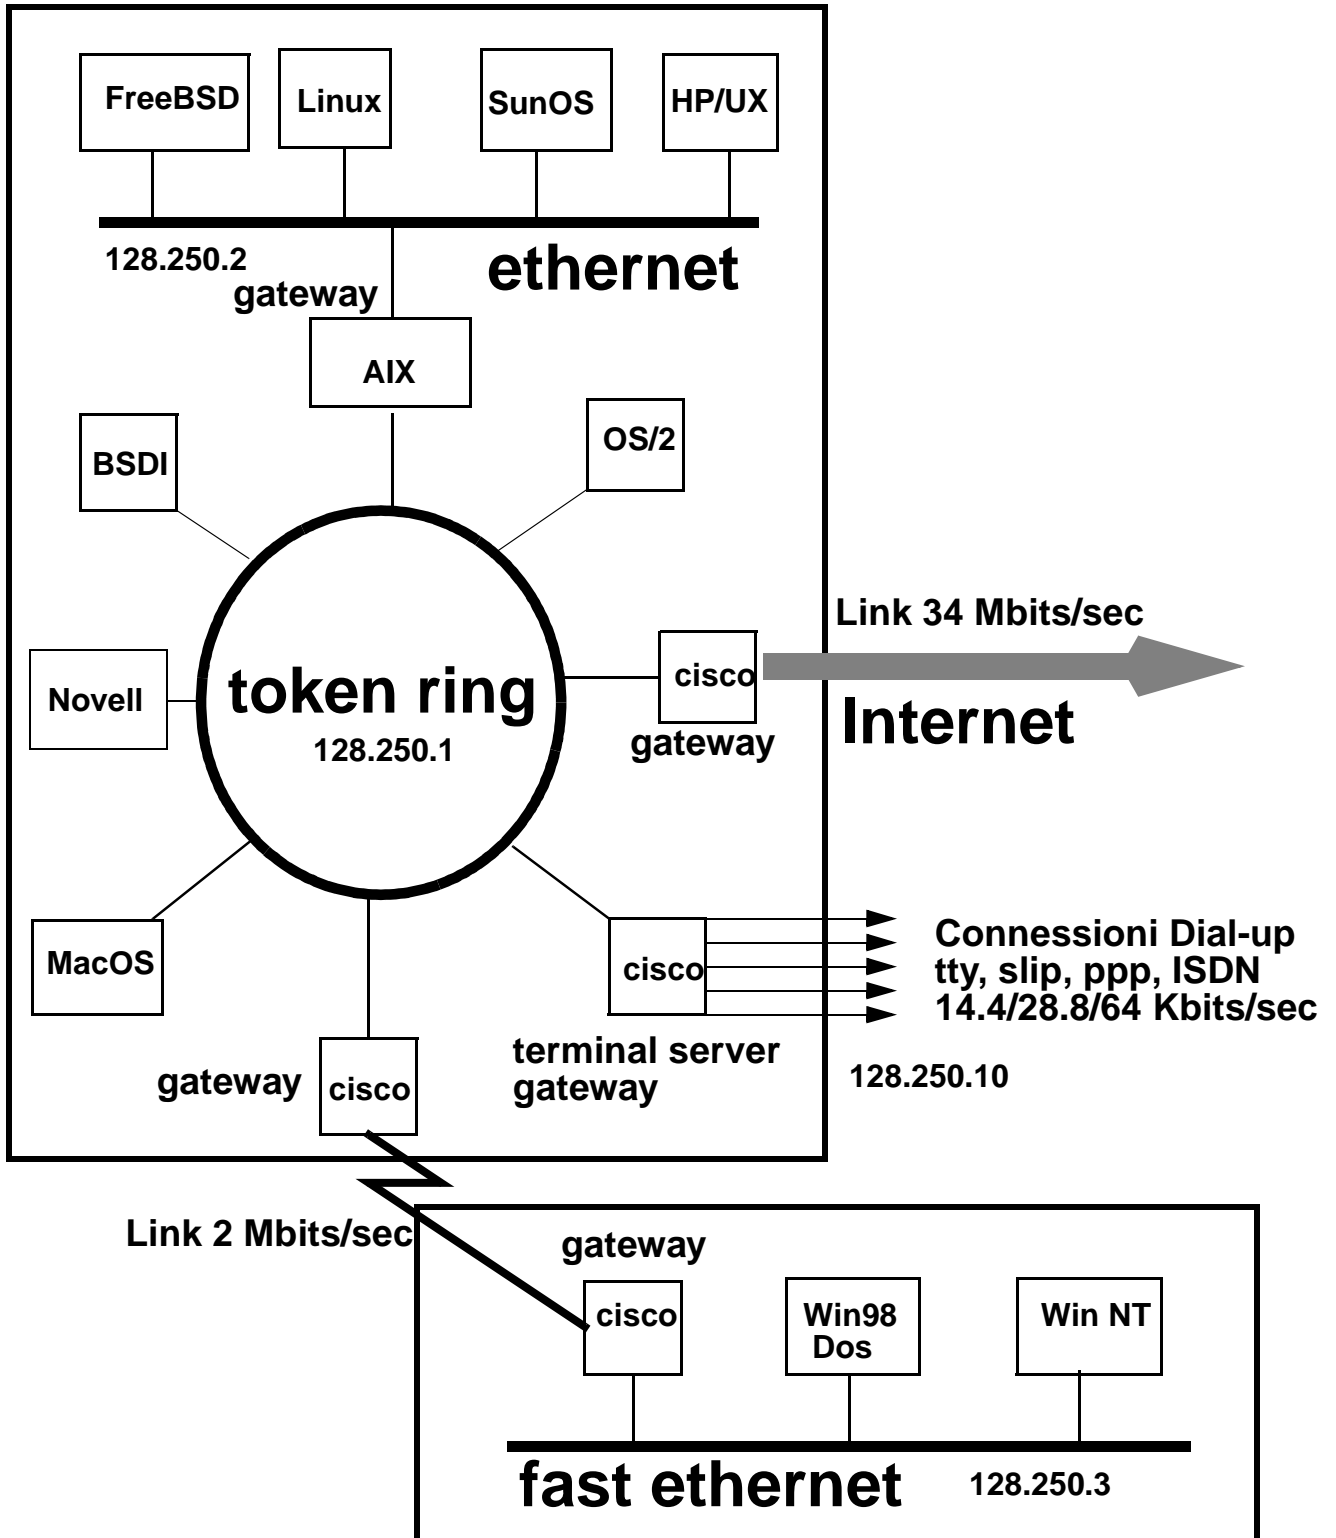 FreeBSD
Linux
SunOS
HP/UX
128.250.2
ethernet
gateway
AIX
BSDI
OS/2
Link 34 Mbits/sec
cisco
token ring
Novell
Internet
gateway
128.250.1
Connessioni Dial-up
tty, slip, ppp, ISDN
14.4/28.8/64 Kbits/sec
MacOS
cisco
terminal server
gateway
128.250.10
gateway
cisco
Link 2 Mbits/sec
gateway
cisco
Win98
Dos
Win NT
fast ethernet
128.250.3